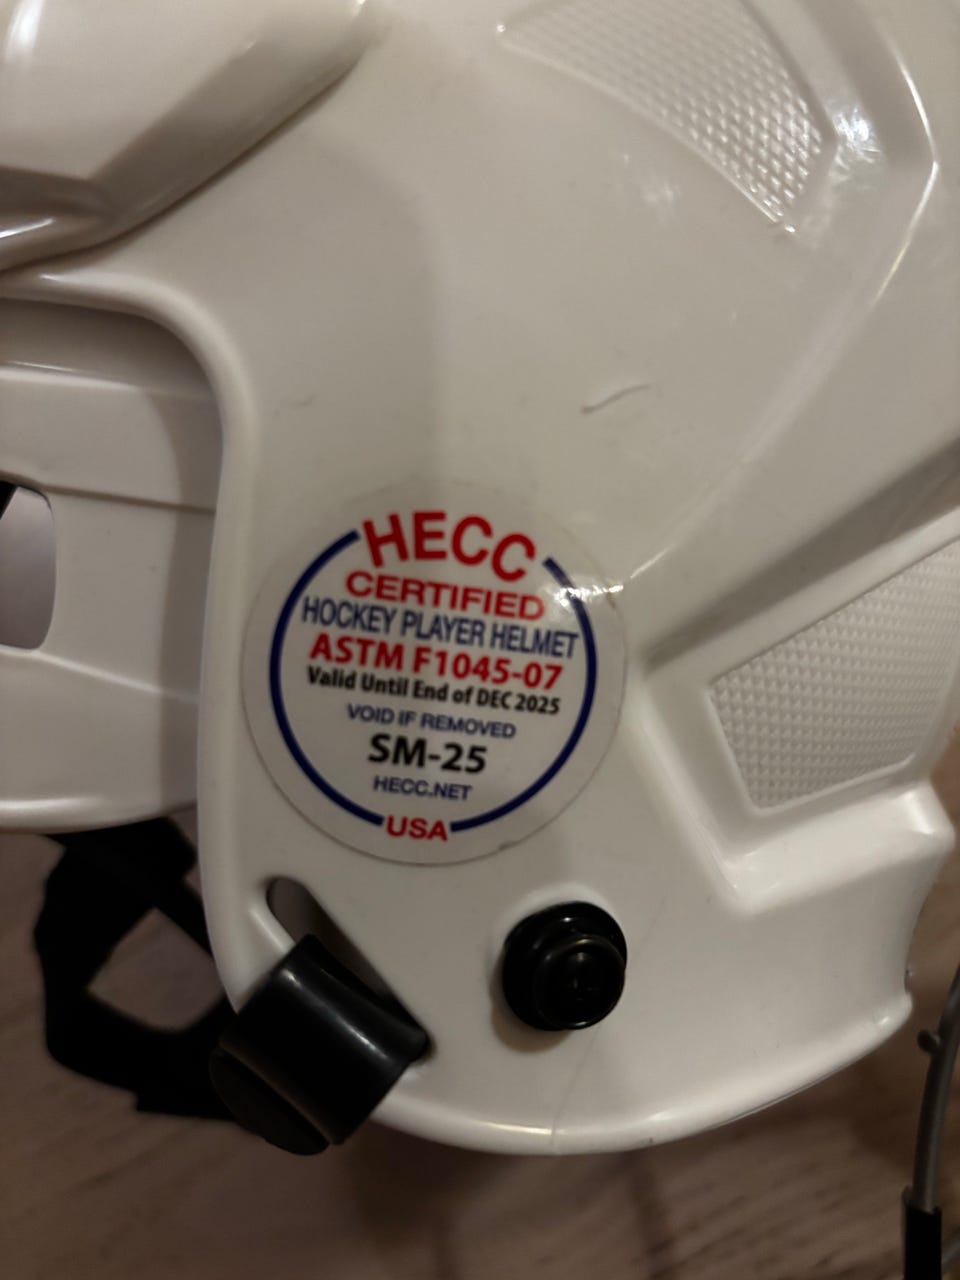 HECC
CERTIFIED
HOCKEY PLAYER HELMET
ASTM F1045-07
Valid Until End of DEC 2025
VOID IF REMOVED
SM-25
HECC.NET
USA